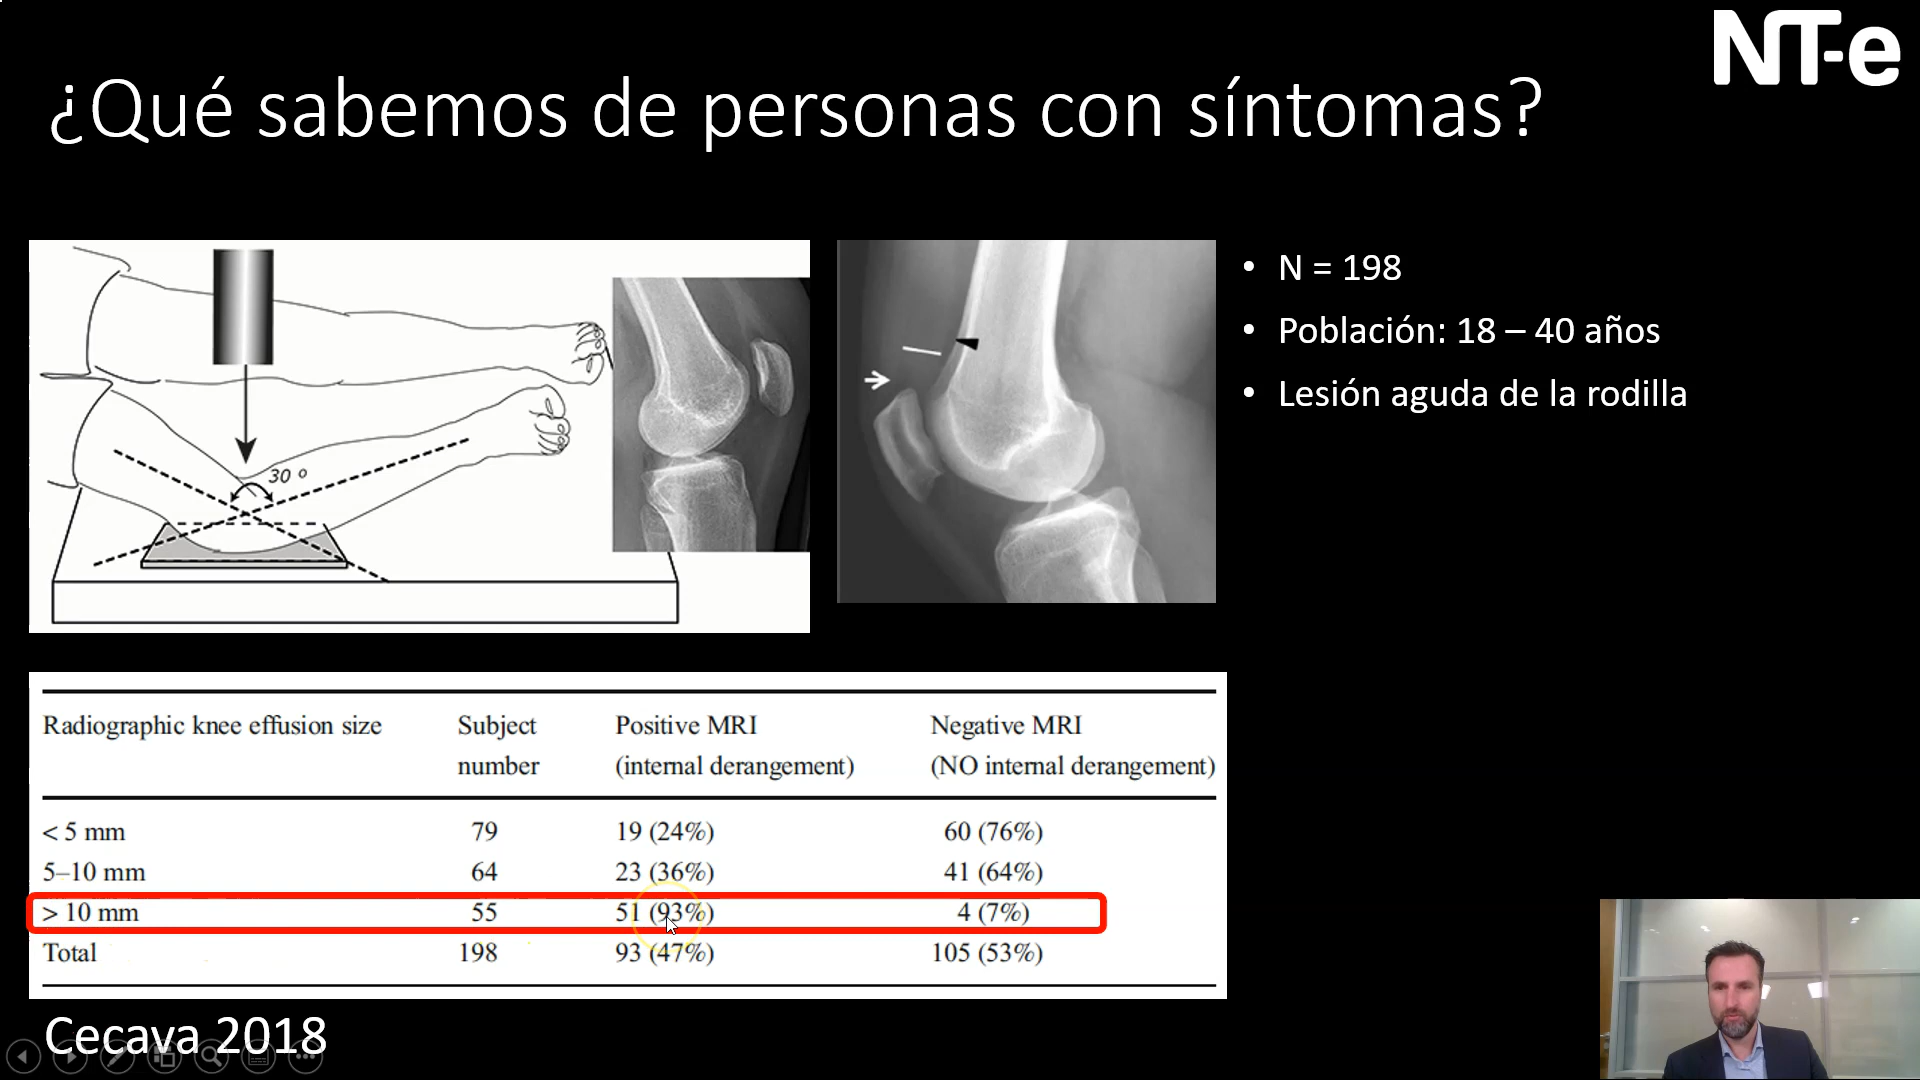 NT-e
¿Qué sabemos de personas con síntomas?
30 º
• N = 198
• Población: 18 – 40 años
• Lesión aguda de la rodilla
Radiographic knee effusion size Subject number Positive MRI (internal derangement) Negative MRI (NO internal derangement)
< 5 mm 79 19 (24%) 60 (76%)
5–10 mm 64 23 (36%) 41 (64%)
> 10 mm 55 51 (93%) 4 (7%)
Total 198 93 (47%) 105 (53%)
Cecava 2018